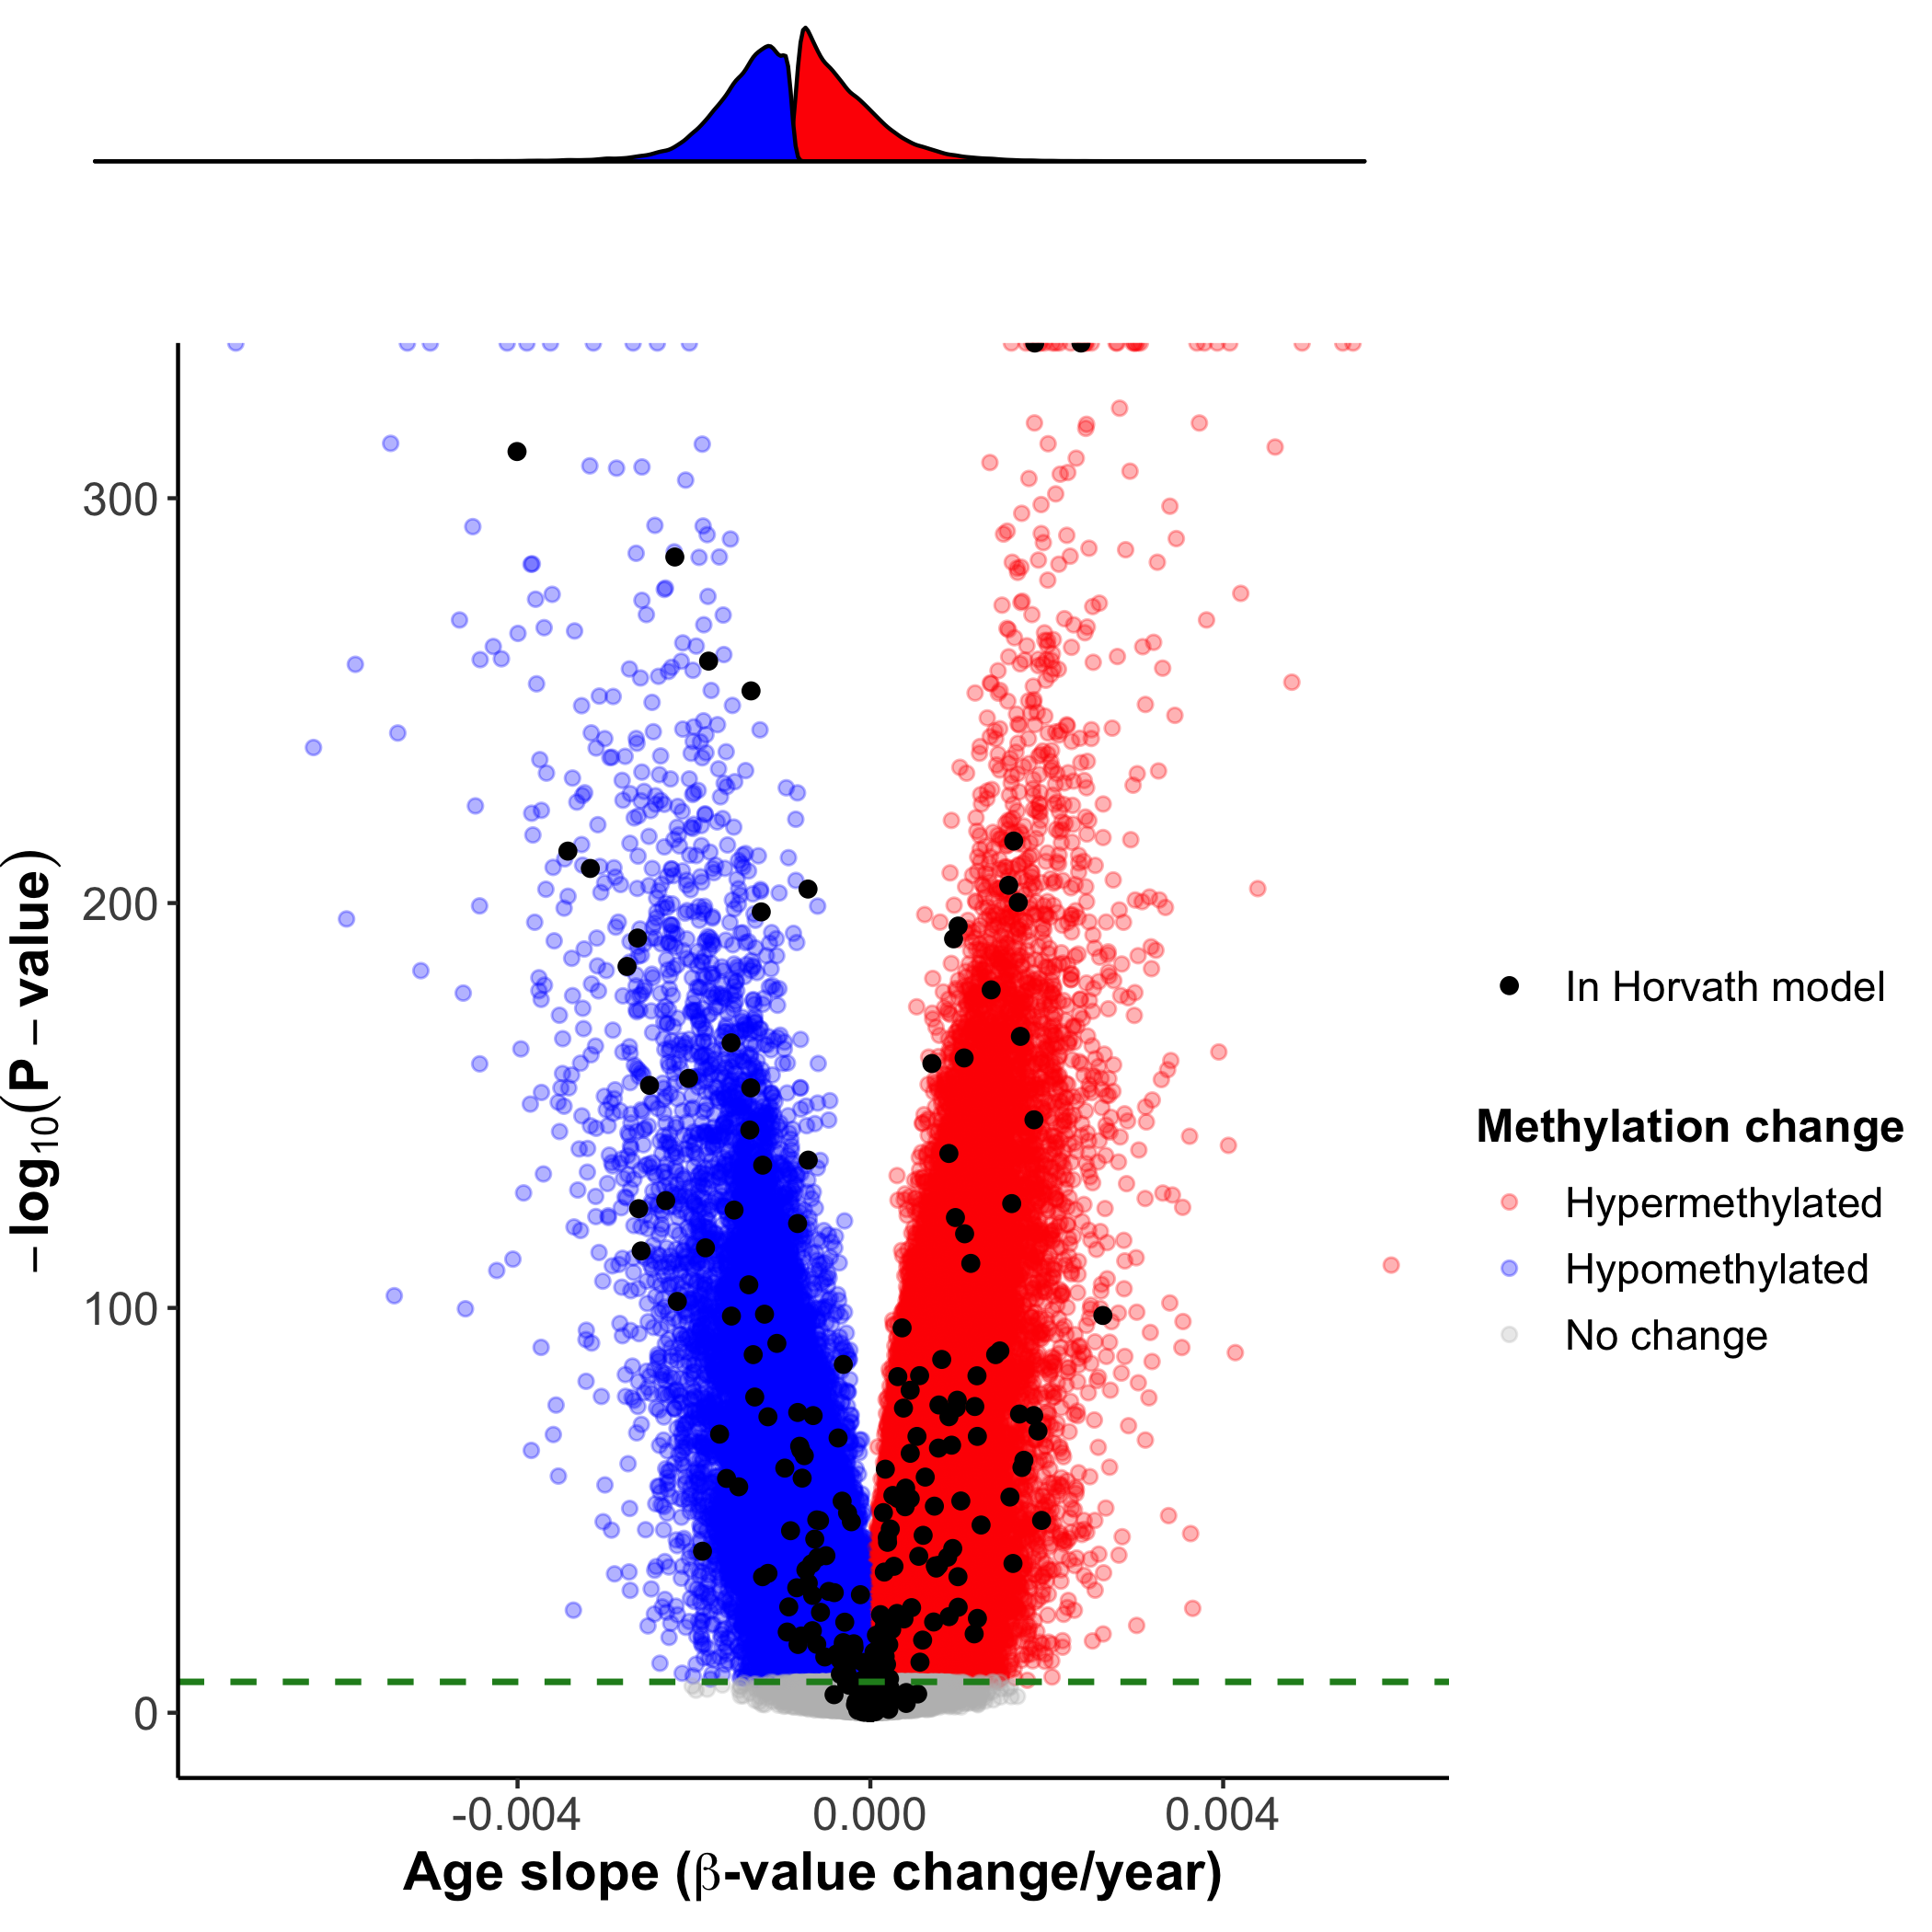 300
200
100
0
−log₁₀(P − value)
-0.004
0.000
0.004
Age slope (β-value change/year)
In Horvath model
Methylation change
Hypermethylated
Hypomethylated
No change